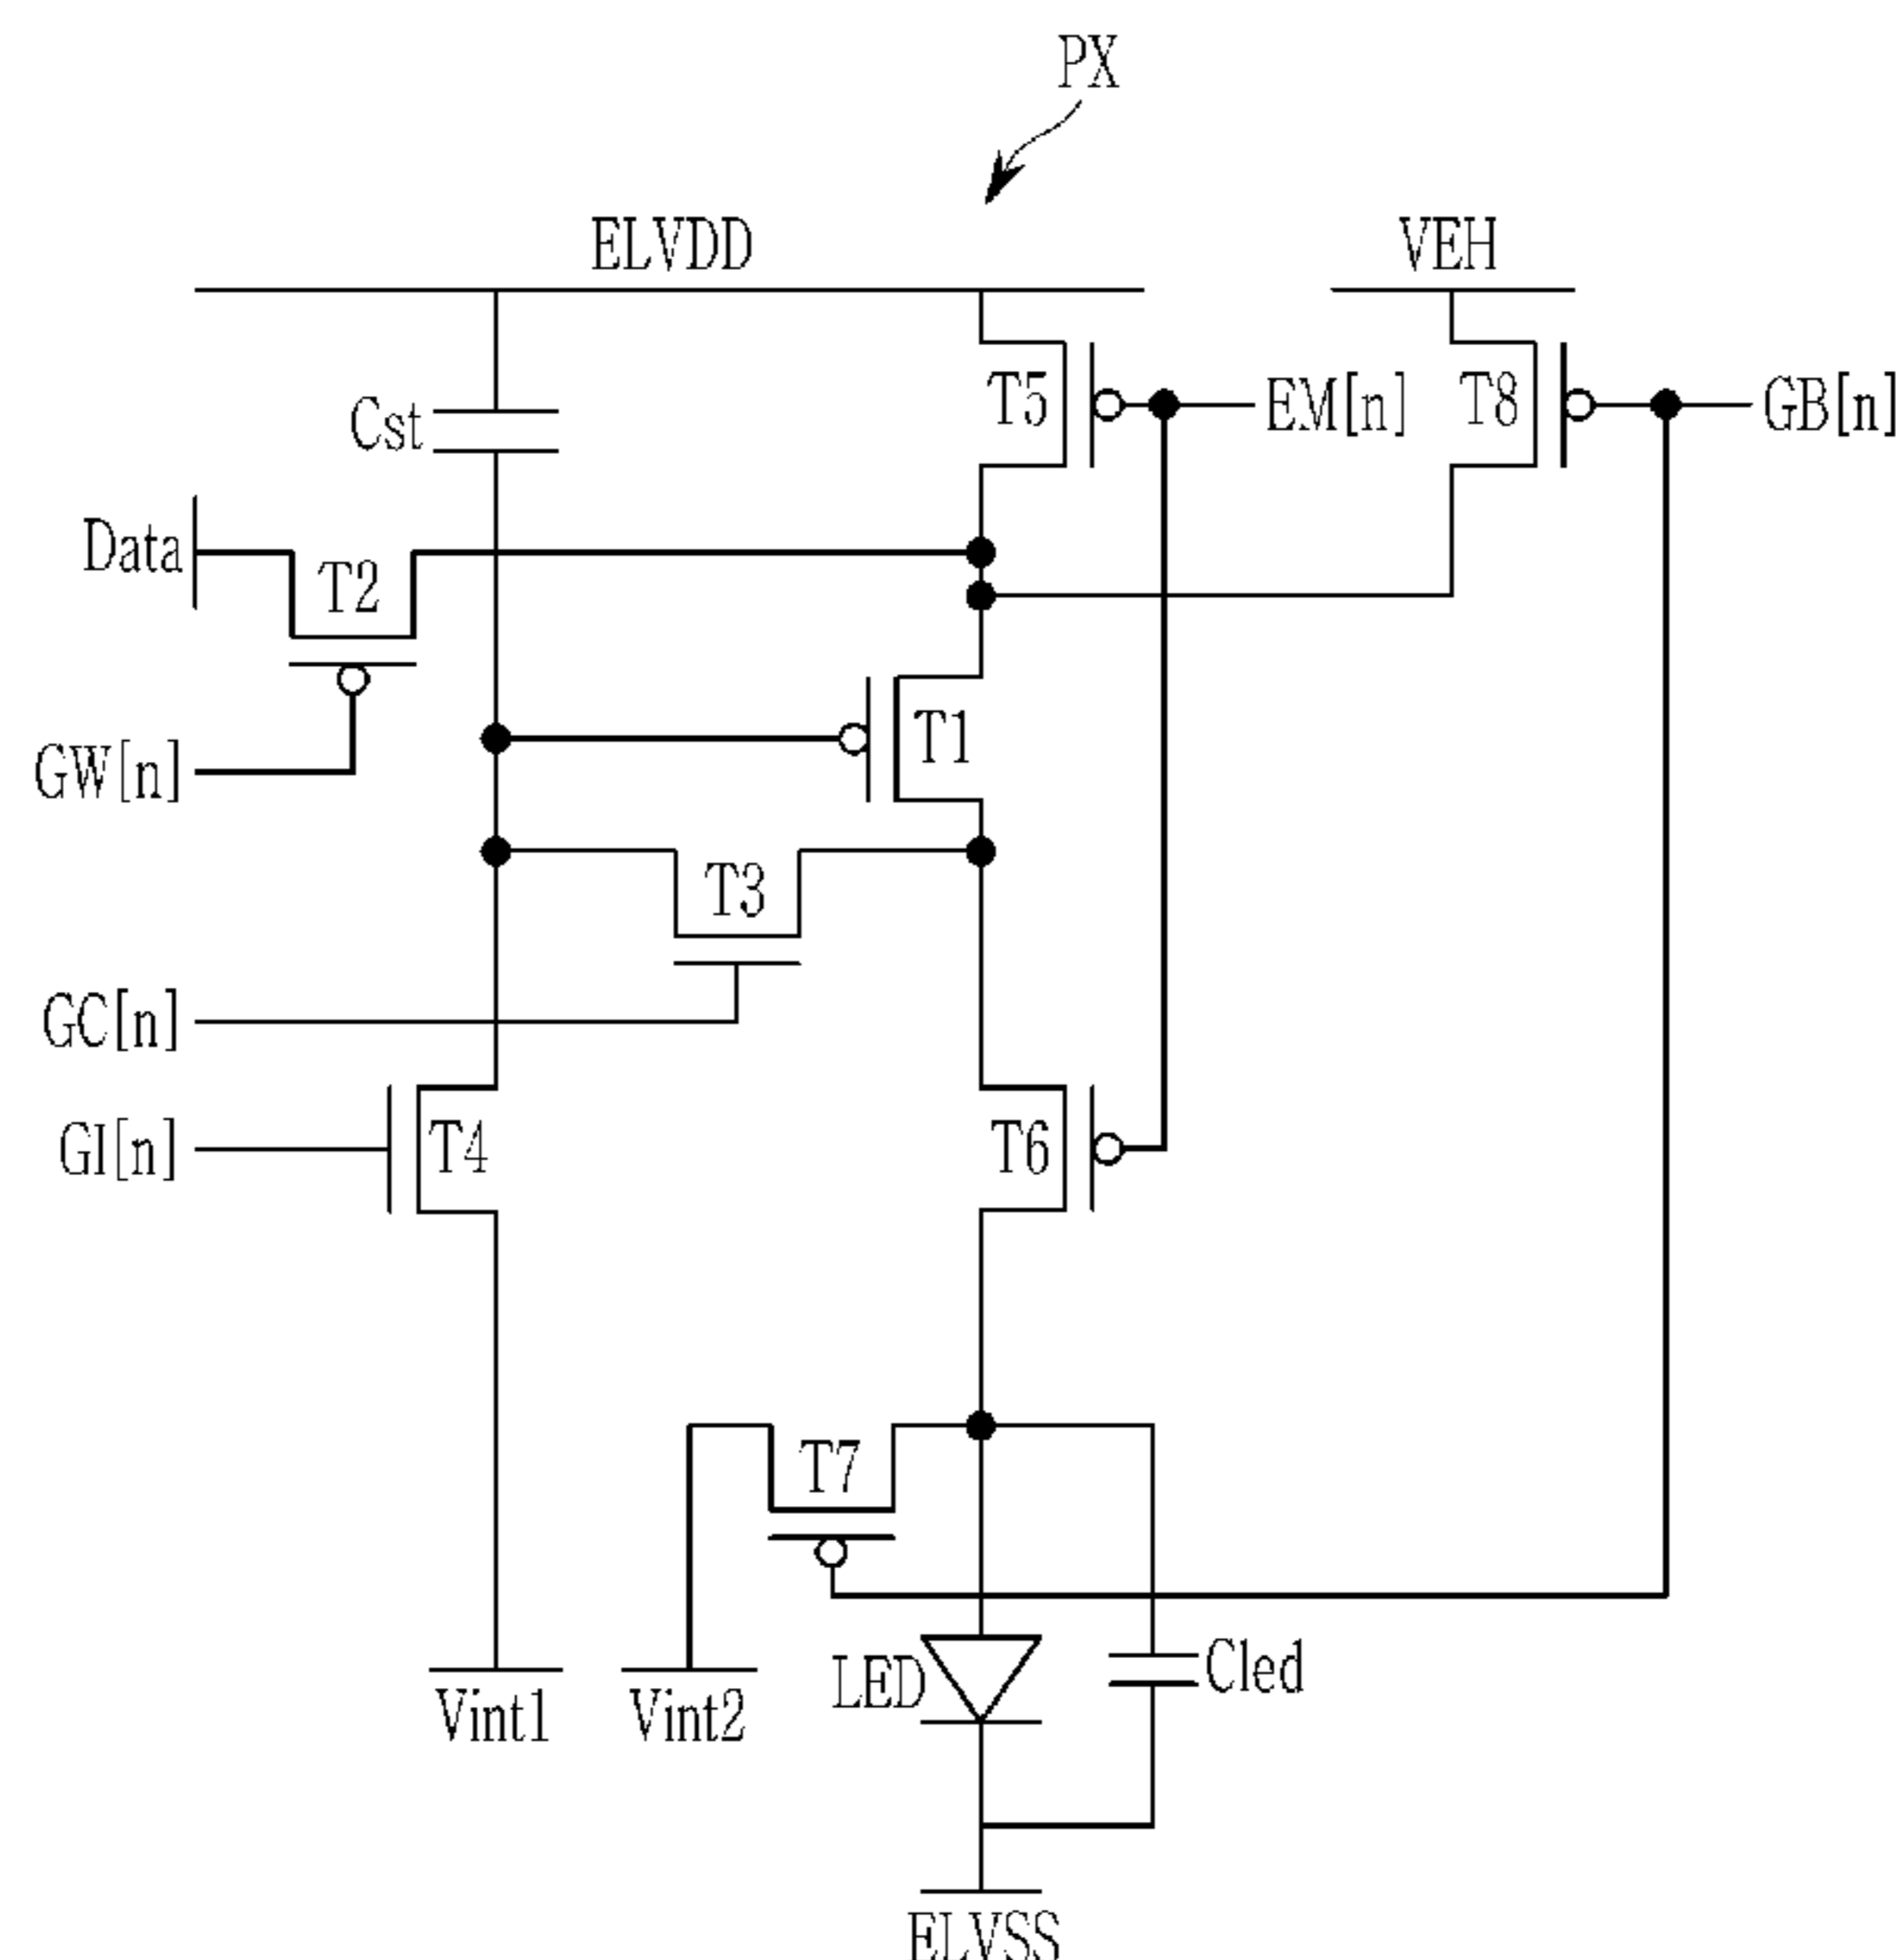 PX
ELVDD
VEH
Cst
T5
EM[n]
T8
GB[n]
Data
T2
T1
GW[n]
T3
GC[n]
GI[n]
T4
T6
T7
LED
Cled
Vint1
Vint2
ELVSS